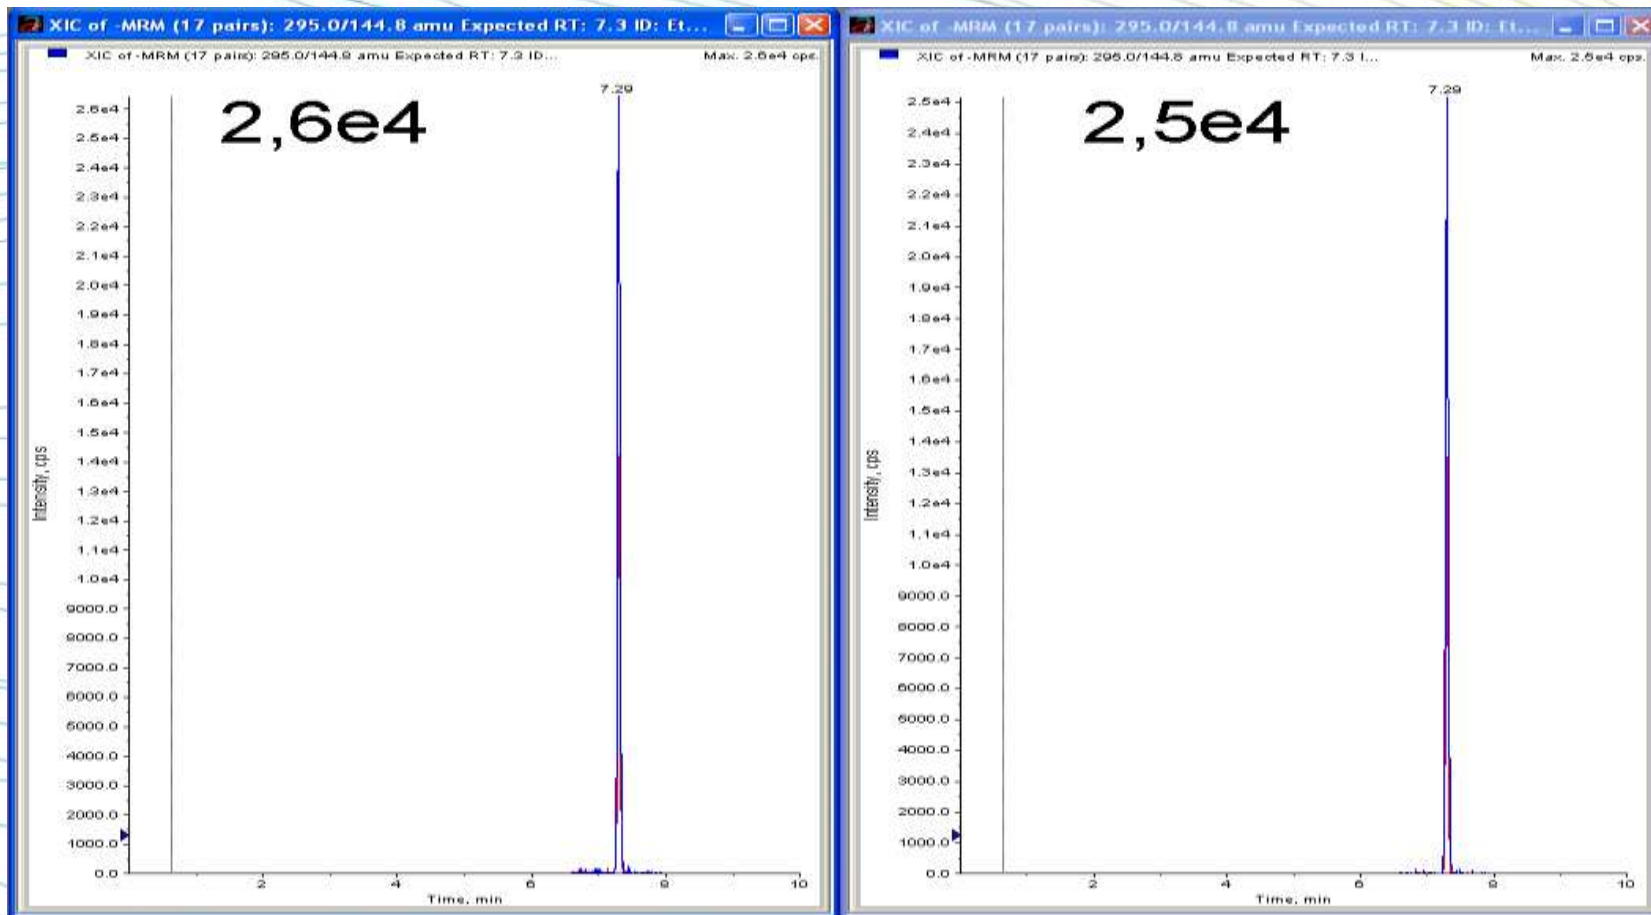 XIC of -MRM (17 pairs): 295.0/144.8 amu Expected RT: 7.3 ID: Et...
XIC of -MRM (17 pairs): 295.0/144.8 amu Expected RT: 7.3 ID...
Max. 2.6e4 cps.
7.29
2,6e4
2.6e4
2.5e4
2.4e4
2.3e4
2.2e4
2.1e4
2.0e4
1.9e4
1.8e4
1.7e4
1.6e4
1.5e4
1.4e4
1.3e4
1.2e4
1.1e4
1.0e4
9000.0
8000.0
7000.0
6000.0
5000.0
4000.0
3000.0
2000.0
1000.0
0.0
Intensity, cps
2 4 6 8 10
Time, min
XIC of -MRM (17 pairs): 295.0/144.8 amu Expected RT: 7.3 ID: Et...
XIC of -MRM (17 pairs): 295.0/144.8 amu Expected RT: 7.3 I...
Max. 2.5e4 cps.
7.29
2,5e4
2.5e4
2.4e4
2.3e4
2.2e4
2.1e4
2.0e4
1.9e4
1.8e4
1.7e4
1.6e4
1.5e4
1.4e4
1.3e4
1.2e4
1.1e4
1.0e4
9000.0
8000.0
7000.0
6000.0
5000.0
4000.0
3000.0
2000.0
1000.0
0.0
Intensity, cps
2 4 6 8 10
Time, min